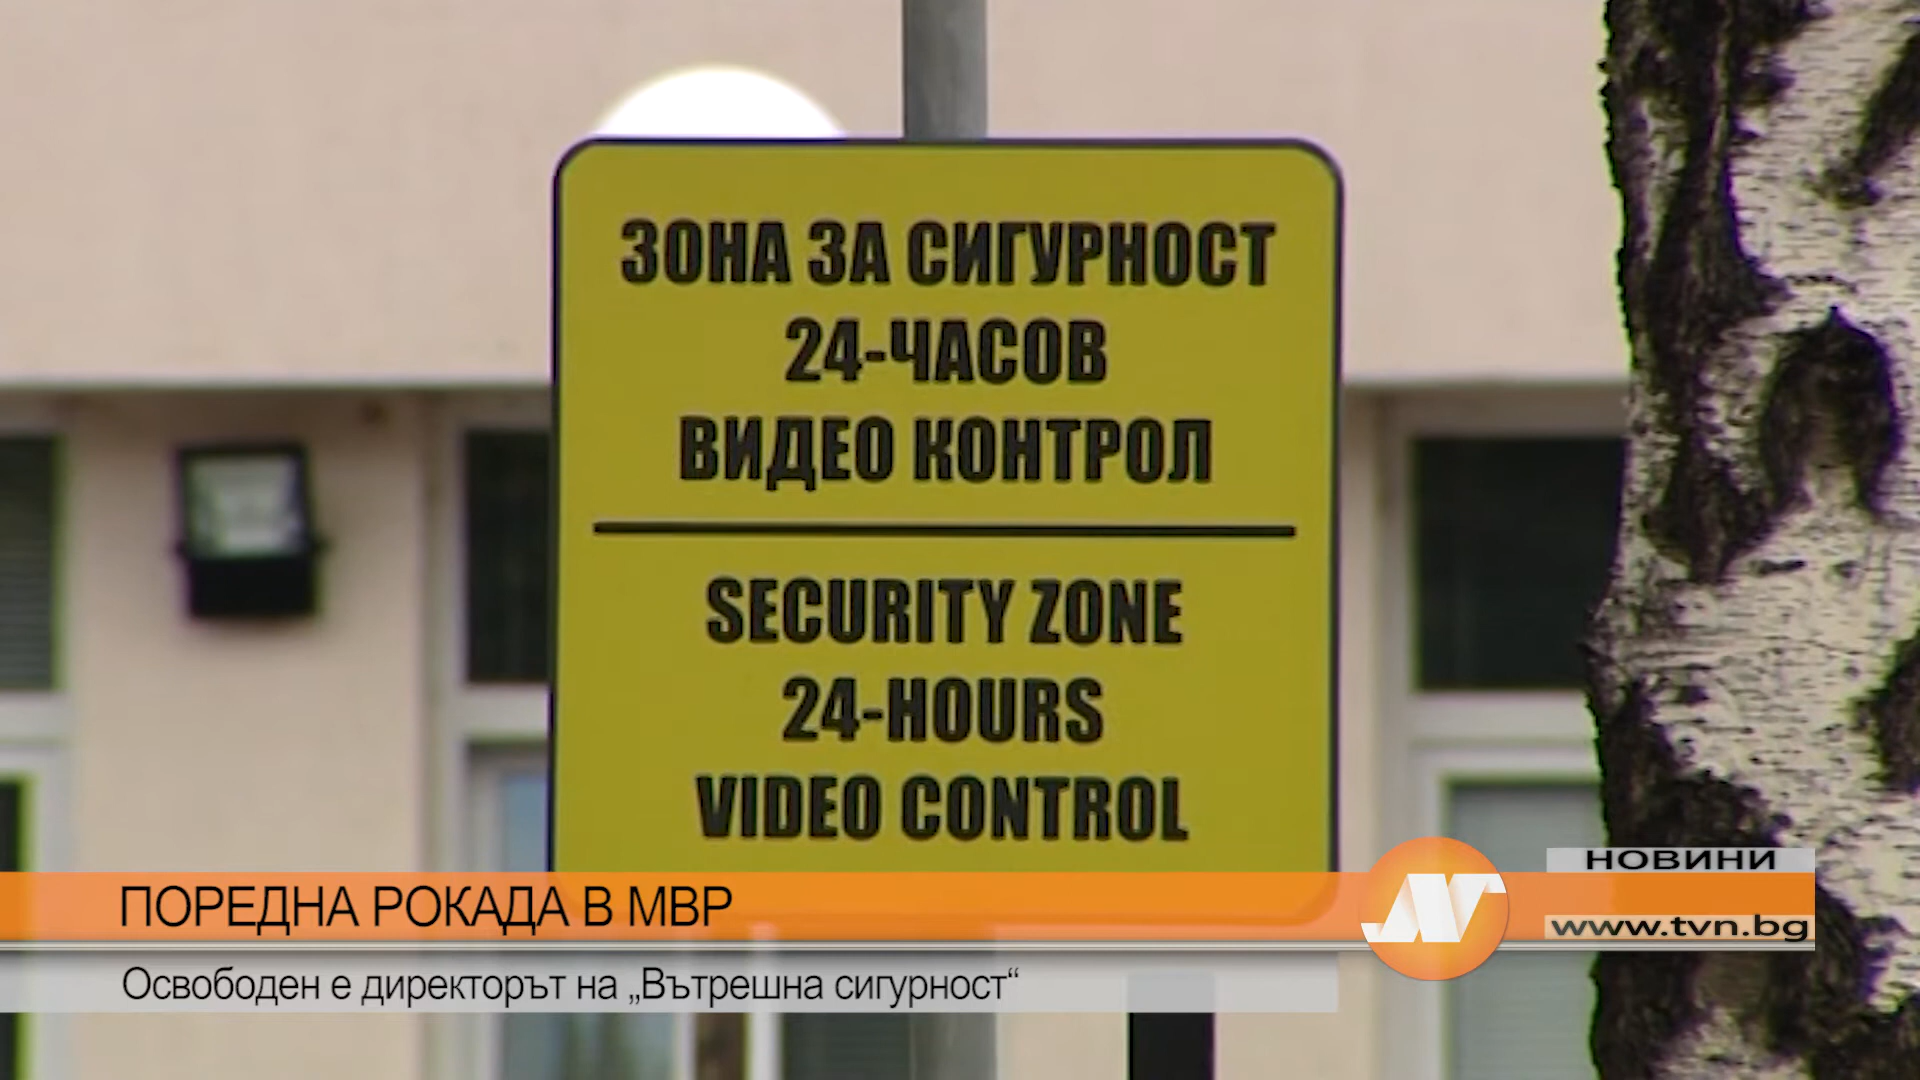 ЗОНА ЗА СИГУРНОСТ
24-ЧАСОВ
ВИДЕО КОНТРОЛ
SECURITY ZONE
24-HOURS
VIDEO CONTROL
НОВИНИ
ПОРЕДНА РОКАДА В МВР
www.tvn.bg
Освободен е директорът на „Вътрешна сигурност“